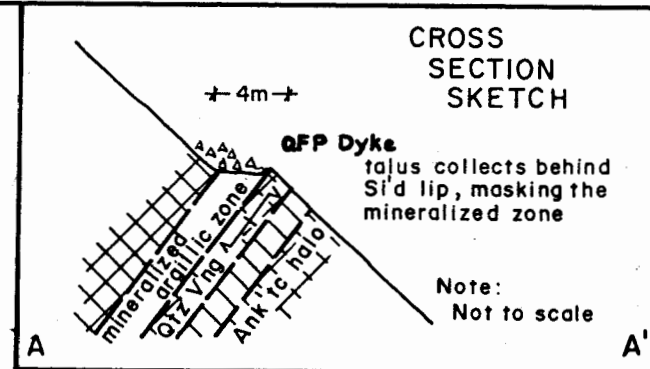 CROSS
SECTION
SKETCH
4m
QFP Dyke
talus collects behind
Si'd lip, masking the
mineralized zone
mineralized
argillic zone
Qtz Vng
Ank'tc halo
Note:
Not to scale
A
A'